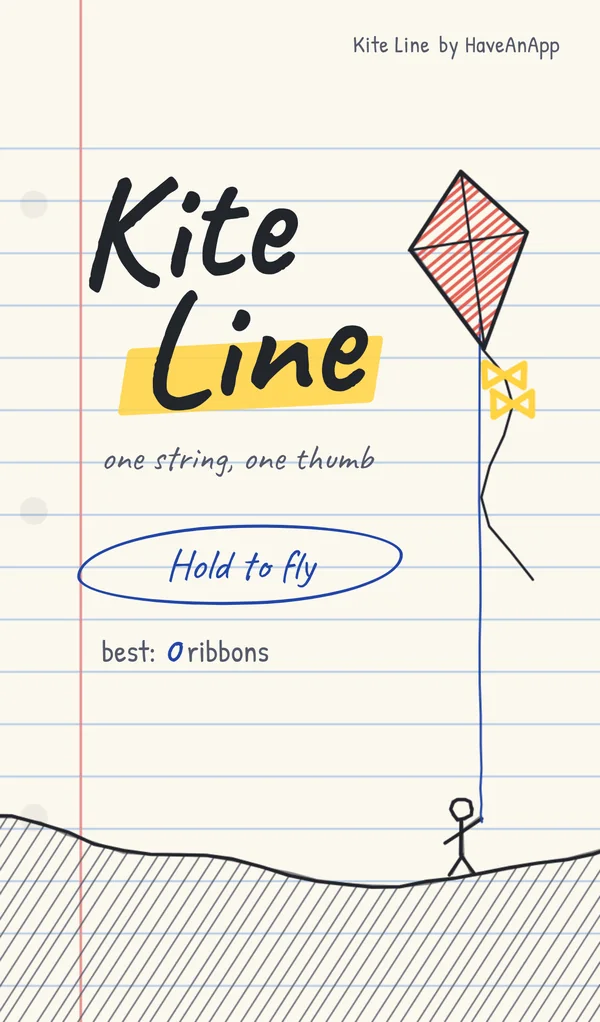 Kite Line by HaveAnApp
Kite
Line
one string, one thumb
Hold to fly
best: 0 ribbons